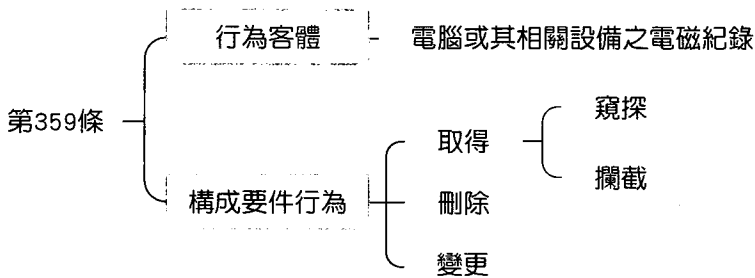 行為客體
電腦或其相關設備之電磁紀錄
第359條
取得
窺探
攔截
構成要件行為
刪除
變更